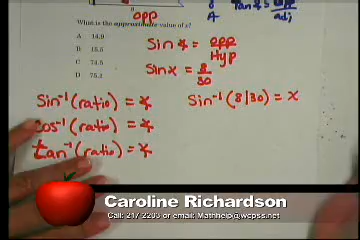 opp
A
Tan x = opp
adj
What is the approximate value of x?
A 14.9
B 15.5
C 74.5
D 75.2
Sin x = opp
Hyp
Sin x = 8
30
Sin⁻¹ (ratio) = x
Sin⁻¹ (8/30) = x
Cos⁻¹ (ratio) = x
tan⁻¹ (ratio) = x
Caroline Richardson
Call: 217-2203 or email: Mathhelp@wcpss.net